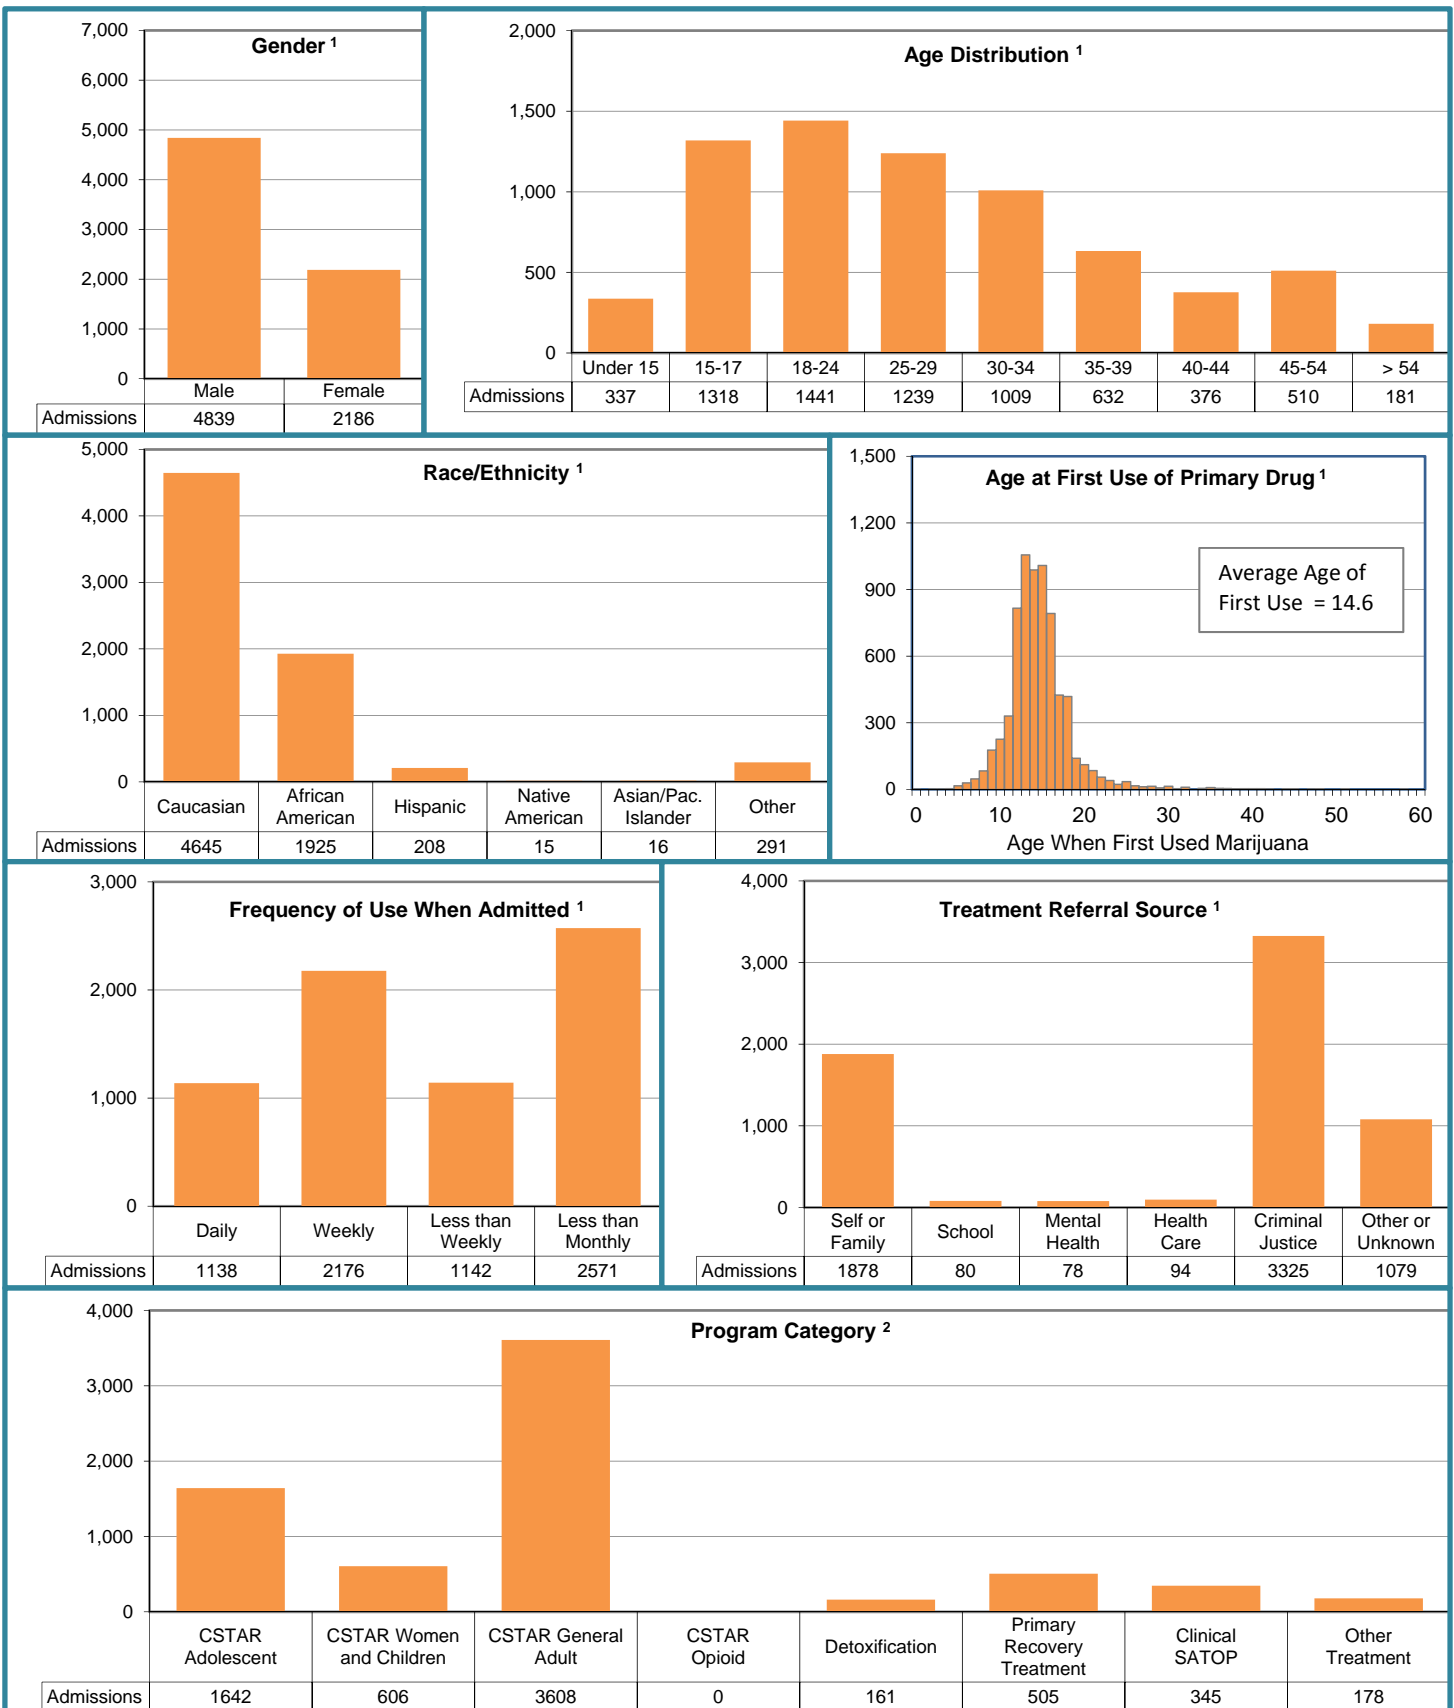 Gender 1
7,000
6,000
5,000
4,000
3,000
2,000
1,000
0
Male Female
Admissions 4839 2186
Age Distribution 1
2,000
1,500
1,000
500
0
Under 15 15-17 18-24 25-29 30-34 35-39 40-44 45-54 > 54
Admissions 337 1318 1441 1239 1009 632 376 510 181
Race/Ethnicity 1
5,000
4,000
3,000
2,000
1,000
0
Caucasian African American Hispanic Native American Asian/Pac. Islander Other
Admissions 4645 1925 208 15 16 291
Age at First Use of Primary Drug 1
1,500
1,200
900
600
300
0
Average Age of
First Use = 14.6
0 10 20 30 40 50 60
Age When First Used Marijuana
Frequency of Use When Admitted 1
3,000
2,000
1,000
0
Daily Weekly Less than Weekly Less than Monthly
Admissions 1138 2176 1142 2571
Treatment Referral Source 1
4,000
3,000
2,000
1,000
0
Self or Family School Mental Health Health Care Criminal Justice Other or Unknown
Admissions 1878 80 78 94 3325 1079
Program Category 2
4,000
3,000
2,000
1,000
0
CSTAR Adolescent CSTAR Women and Children CSTAR General Adult CSTAR Opioid Detoxification Primary Recovery Treatment Clinical SATOP Other Treatment
Admissions 1642 606 3608 0 161 505 345 178